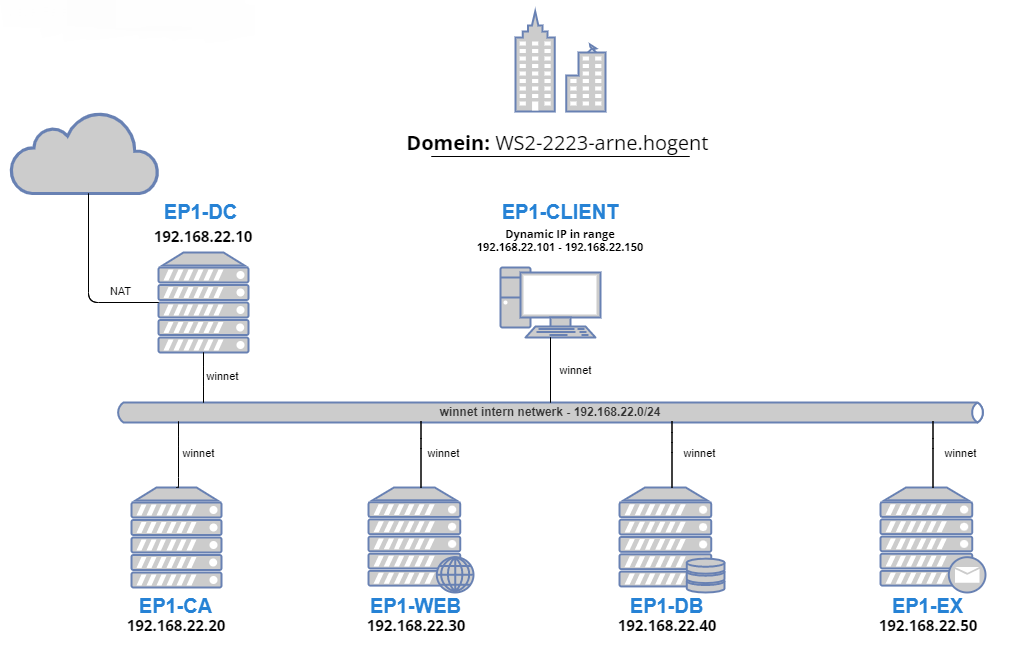 Domein: WS2-2223-arne.hogent
EP1-DC
192.168.22.10
NAT
winnet
EP1-CLIENT
Dynamic IP in range
192.168.22.101 - 192.168.22.150
winnet
winnet intern netwerk - 192.168.22.0/24
winnet
winnet
winnet
winnet
EP1-CA
192.168.22.20
EP1-WEB
192.168.22.30
EP1-DB
192.168.22.40
EP1-EX
192.168.22.50